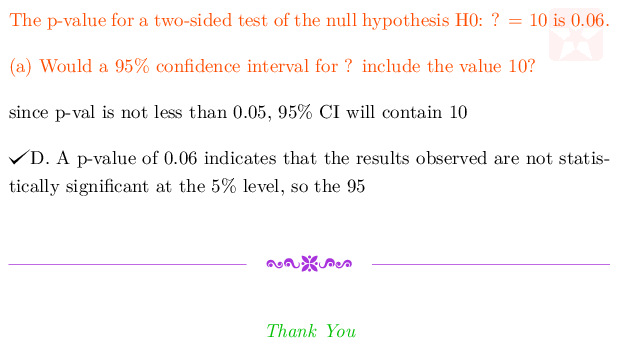 The p-value for a two-sided test of the null hypothesis H0: ? = 10 is 0.06.
(a) Would a 95% confidence interval for ? include the value 10?
since p-val is not less than 0.05, 95% CI will contain 10
✓D. A p-value of 0.06 indicates that the results observed are not statis-
tically significant at the 5% level, so the 95
Thank You